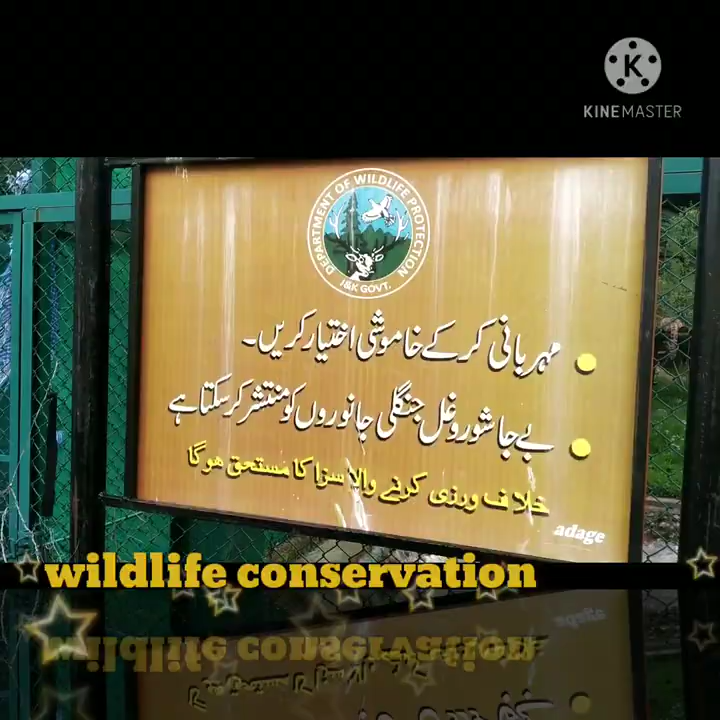 KINEMASTER
DEPARTMENT OF WILDLIFE PROTECTION
J&K GOVT.
مہربانی کر کے خاموشی اختیار کریں۔
بے جا شور و غل جنگلی جانوروں کو منتشر کر سکتا ہے
خلاف ورزی کرنے والا سزا کا مستحق ہوگا
adage
wildlife conservation